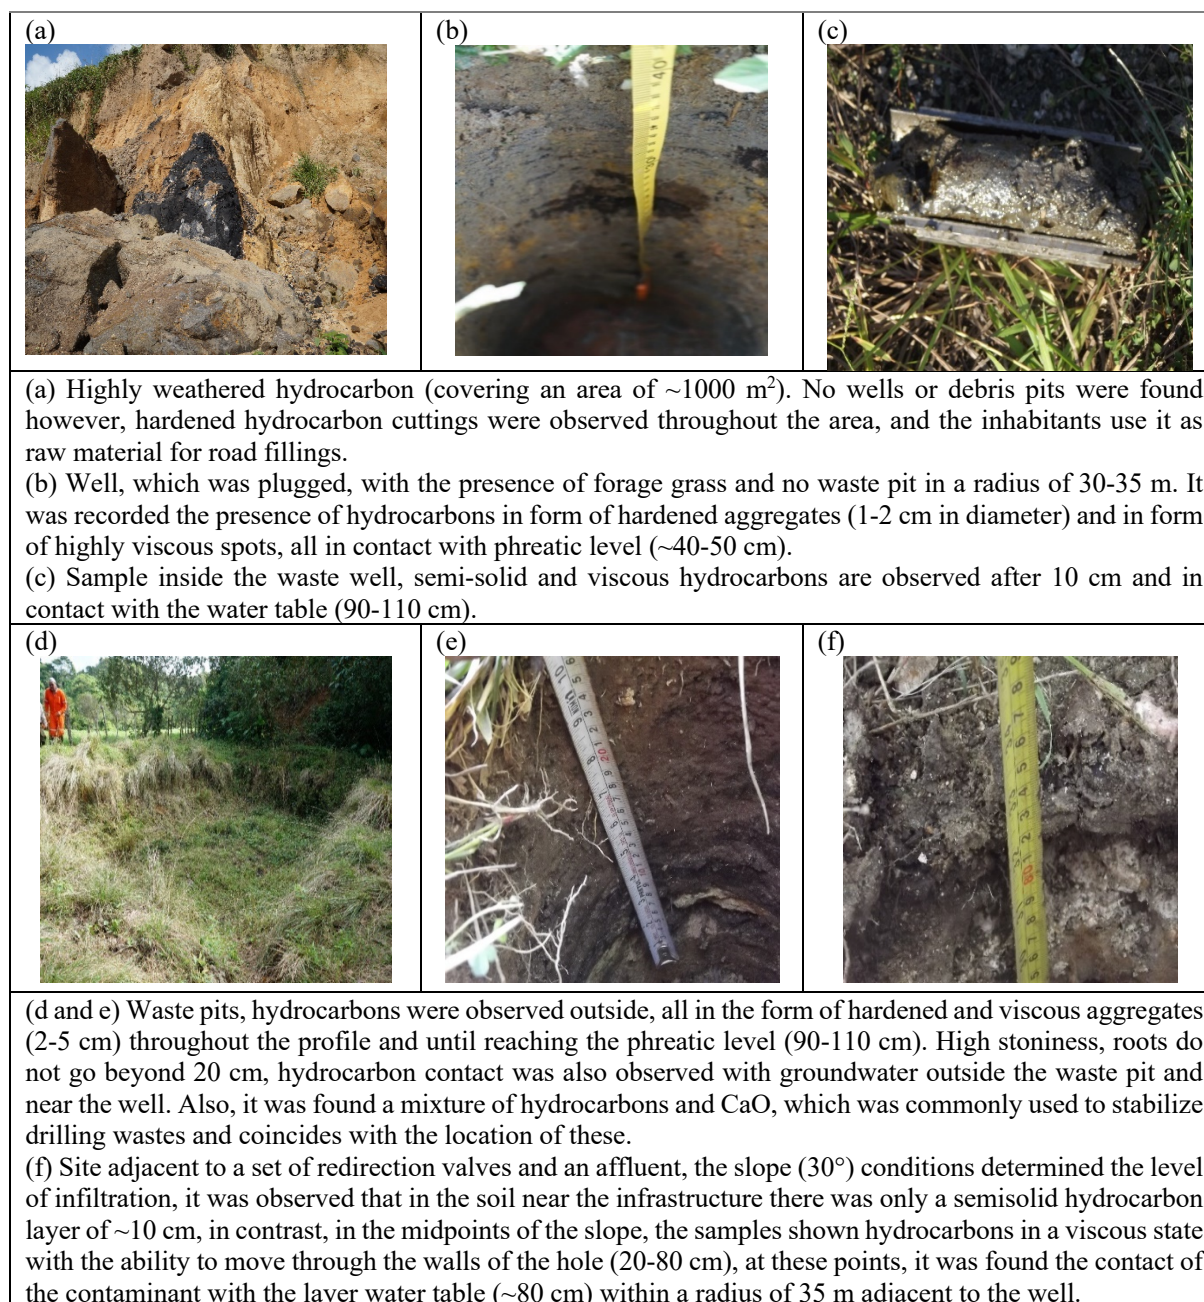 (a)
(b)
(c)
(a) Highly weathered hydrocarbon (covering an area of ~1000 m²). No wells or debris pits were found
however, hardened hydrocarbon cuttings were observed throughout the area, and the inhabitants use it as
raw material for road fillings.
(b) Well, which was plugged, with the presence of forage grass and no waste pit in a radius of 30-35 m. It
was recorded the presence of hydrocarbons in form of hardened aggregates (1-2 cm in diameter) and in form
of highly viscous spots, all in contact with phreatic level (~40-50 cm).
(c) Sample inside the waste well, semi-solid and viscous hydrocarbons are observed after 10 cm and in
contact with the water table (90-110 cm).
(d)
(e)
(f)
(d and e) Waste pits, hydrocarbons were observed outside, all in the form of hardened and viscous aggregates
(2-5 cm) throughout the profile and until reaching the phreatic level (90-110 cm). High stoniness, roots do
not go beyond 20 cm, hydrocarbon contact was also observed with groundwater outside the waste pit and
near the well. Also, it was found a mixture of hydrocarbons and CaO, which was commonly used to stabilize
drilling wastes and coincides with the location of these.
(f) Site adjacent to a set of redirection valves and an affluent, the slope (30°) conditions determined the level
of infiltration, it was observed that in the soil near the infrastructure there was only a semisolid hydrocarbon
layer of ~10 cm, in contrast, in the midpoints of the slope, the samples shown hydrocarbons in a viscous state
with the ability to move through the walls of the hole (20-80 cm), at these points, it was found the contact of
the contaminant with the layer water table (~80 cm) within a radius of 35 m adjacent to the well.